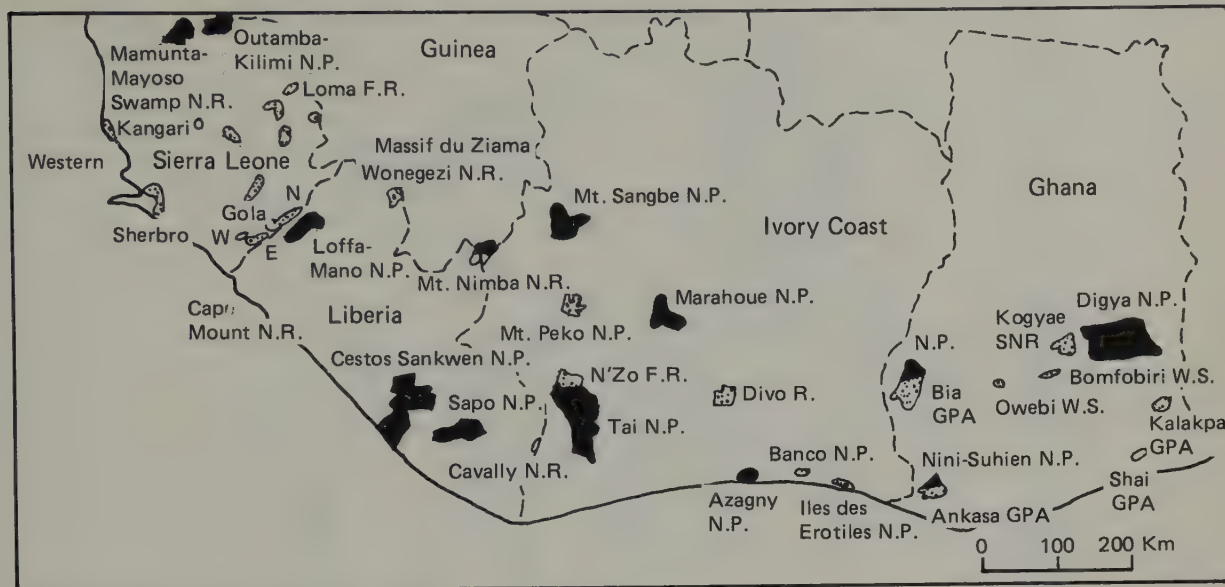 Outamba-
Kilimi N.P.
Guinea
Mamunta-
Mayoso
Swamp N.R.
Loma F.R.
Kangari
Western
Sierra Leone
Massif du Ziama
Wonegezi N.R.
Mt. Sangbe N.P.
Ghana
Ivory Coast
N
Gola
W
E
Sherbro
Loffa-
Mano N.P.
Mt. Nimba N.R.
Cape
Mount N.R.
Liberia
Mt. Peko N.P.
Marahoue N.P.
Digya N.P.
Kogyae
SNR
N.P.
Cestos Sankwen N.P.
N'Zo F.R.
Divo R.
Bia
GPA
Bomfobiri W.S.
Owebi W.S.
Sapo N.P.
Tai N.P.
Kalakpa
GPA
Cavally N.R.
Banco N.P.
Nini-Suhien N.P.
Shai
GPA
Azagny
N.P.
Iles des
Erotiles N.P.
Ankasa GPA
0 100 200 Km